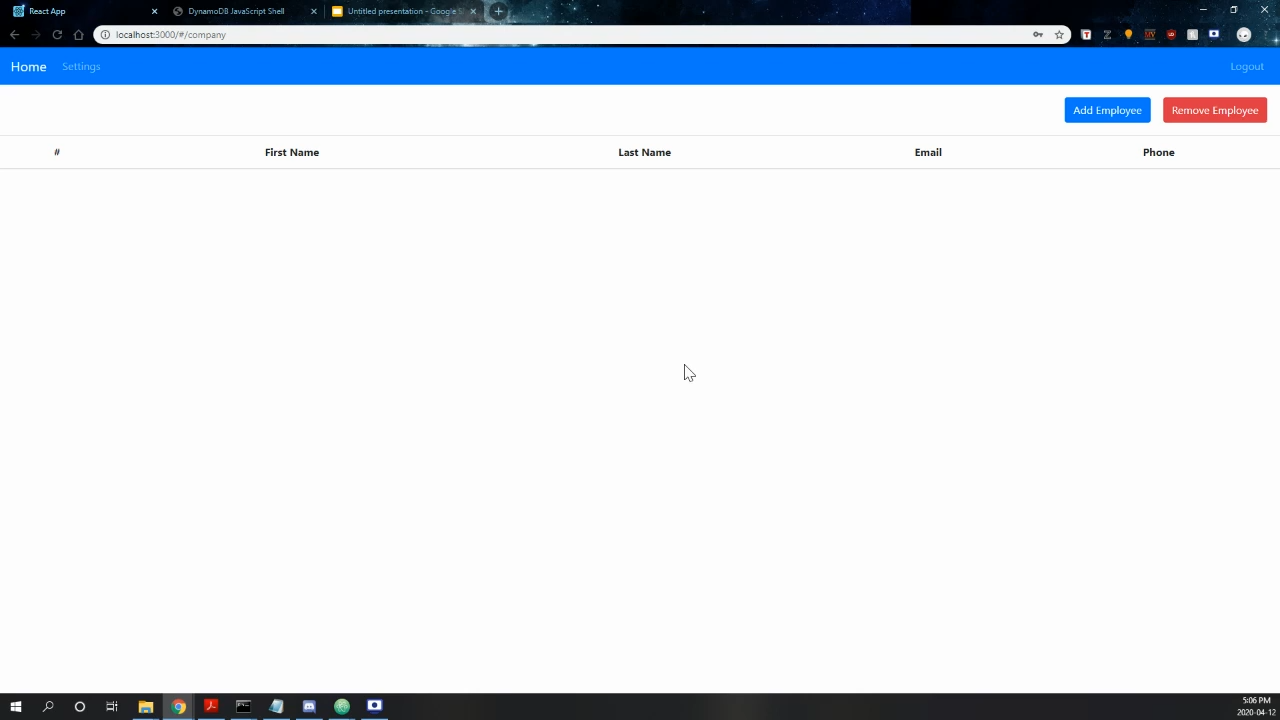 React App
DynamoDB JavaScript Shell
Untitled presentation - Google
localhost:3000/#/company
Home Settings Logout
Add Employee Remove Employee
# First Name Last Name Email Phone
5:06 PM
2020-04-12